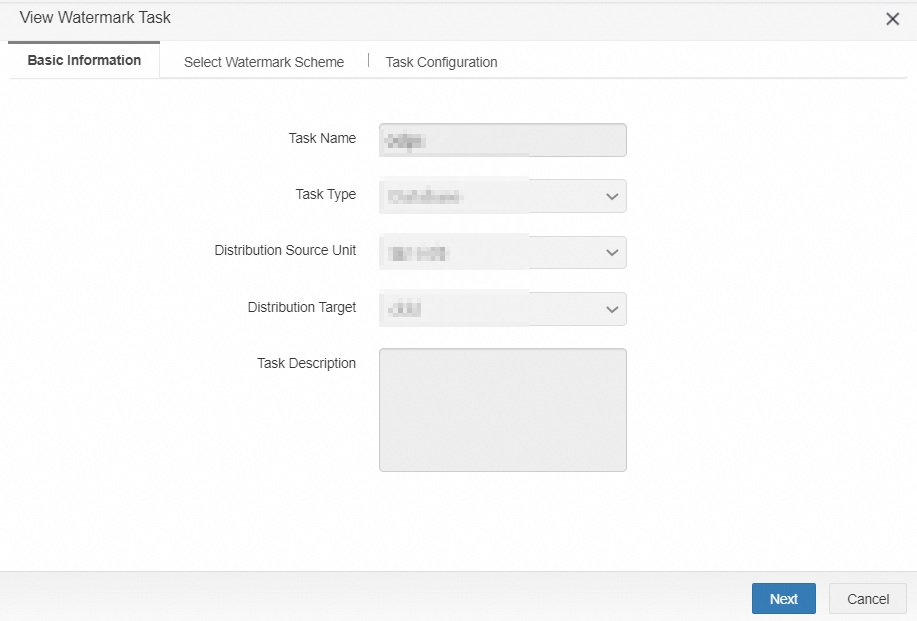 View Watermark Task
Basic Information
Select Watermark Scheme
Task Configuration
Task Name
Task Type
Distribution Source Unit
Distribution Target
Task Description
Next
Cancel